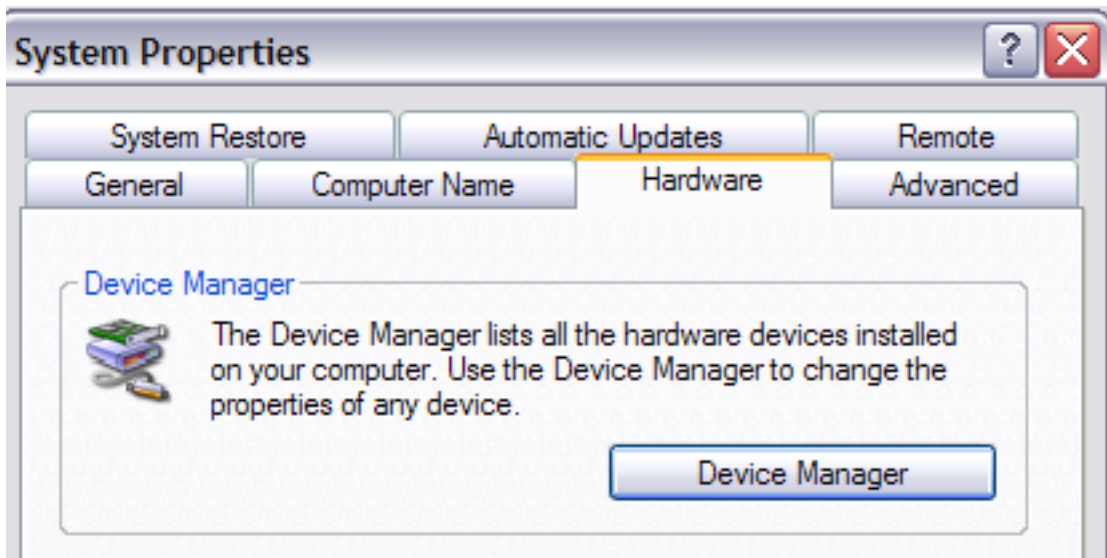 System Properties ?
System Restore Automatic Updates Remote
General Computer Name Hardware Advanced
Device Manager
The Device Manager lists all the hardware devices installed
on your computer. Use the Device Manager to change the
properties of any device.
Device Manager